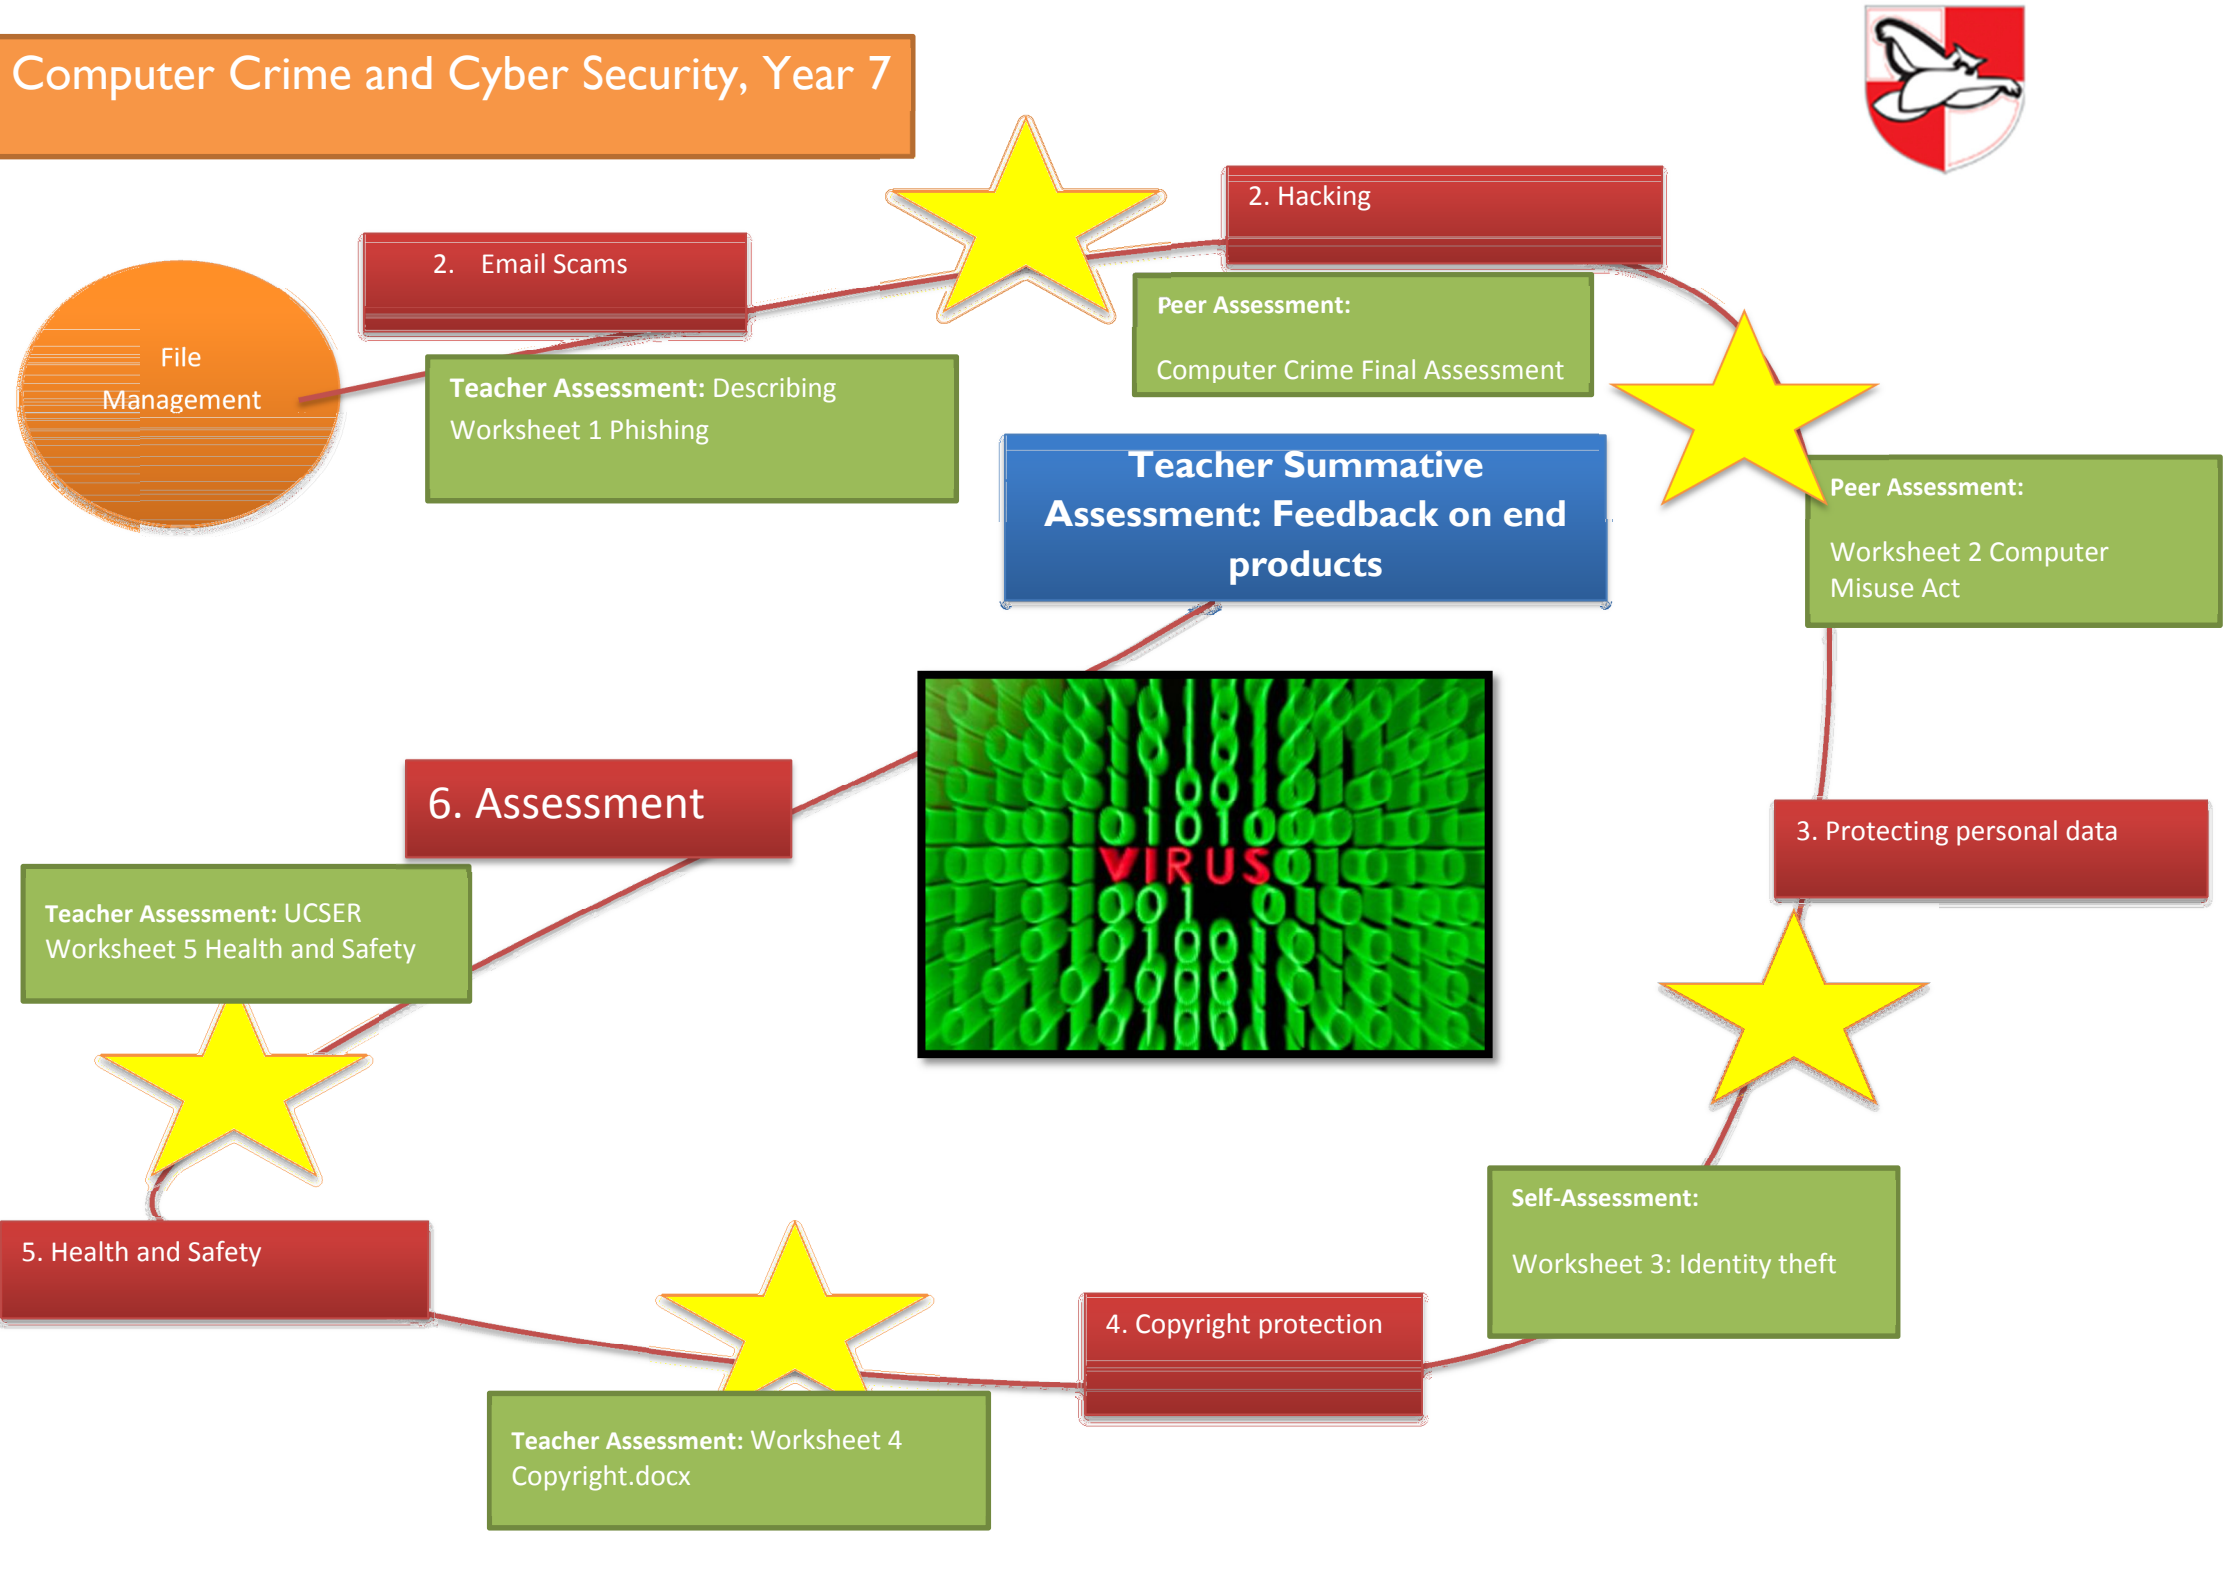 Computer Crime and Cyber Security, Year 7
2. Hacking
2. Email Scams
Peer Assessment:
Computer Crime Final Assessment
File
Management
Teacher Assessment: Describing
Worksheet 1 Phishing
Teacher Summative
Assessment: Feedback on end
products
Peer Assessment:
Worksheet 2 Computer
Misuse Act
6. Assessment
3. Protecting personal data
VIRUS
Teacher Assessment: UCSER
Worksheet 5 Health and Safety
Self-Assessment:
Worksheet 3: Identity theft
5. Health and Safety
4. Copyright protection
Teacher Assessment: Worksheet 4
Copyright.docx